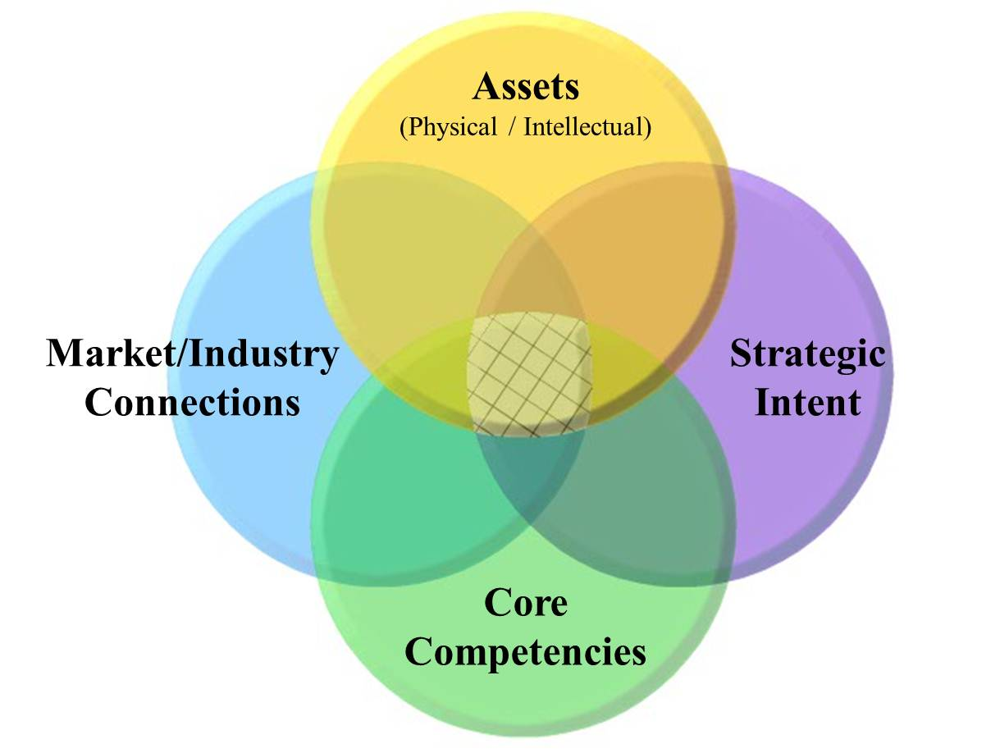 Assets
(Physical / Intellectual)
Market/Industry
Connections
Strategic
Intent
Core
Competencies